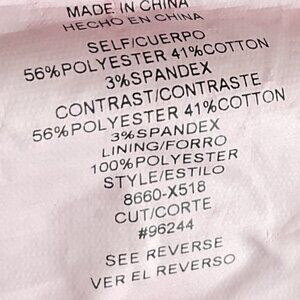 MADE IN CHINA
HECHO EN CHINA
SELF/CUERPO
56%POLYESTER 41%COTTON
3%SPANDEX
CONTRAST/CONTRASTE
56%POLYESTER 41%COTTON
3%SPANDEX
LINING/FORRO
100%POLYESTER
STYLE/ESTILO
8660-X518
CUT/CORTE
#96244
SEE REVERSE
VER EL REVERSO